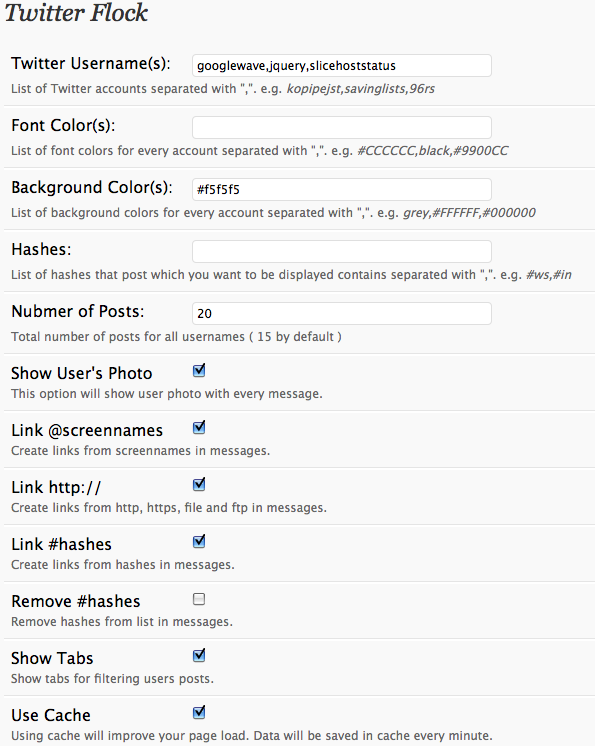 Twitter Flock
Twitter Username(s): googlewave,jquery,slicehoststatus
List of Twitter accounts separated with ",". e.g. kopipejst,savinglists,96rs
Font Color(s):
List of font colors for every account separated with ",". e.g. #CCCCCC,black,#9900CC
Background Color(s): #f5f5f5
List of background colors for every account separated with ",". e.g. grey,#FFFFFF,#000000
Hashes:
List of hashes that post which you want to be displayed contains separated with ",". e.g. #ws,#in
Nubmer of Posts: 20
Total number of posts for all usernames ( 15 by default )
Show User's Photo
This option will show user photo with every message.
Link @screennames
Create links from screennames in messages.
Link http://
Create links from http, https, file and ftp in messages.
Link #hashes
Create links from hashes in messages.
Remove #hashes
Remove hashes from list in messages.
Show Tabs
Show tabs for filtering users posts.
Use Cache
Using cache will improve your page load. Data will be saved in cache every minute.